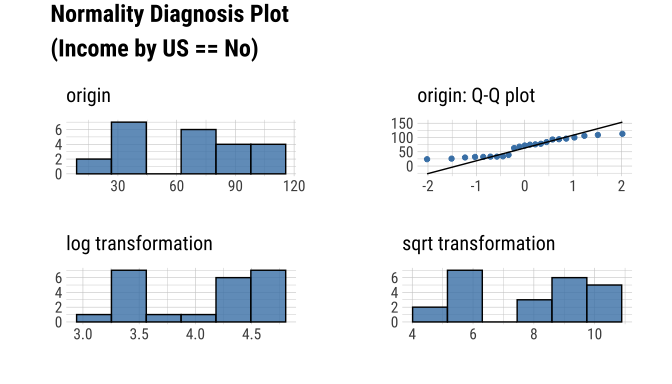 Normality Diagnosis Plot
(Income by US == No)
origin
6
4
2
0
30 60 90 120
origin: Q-Q plot
150
100
50
0
-2 -1 0 1 2
log transformation
6
4
2
0
3.0 3.5 4.0 4.5
sqrt transformation
6
4
2
0
4 6 8 10